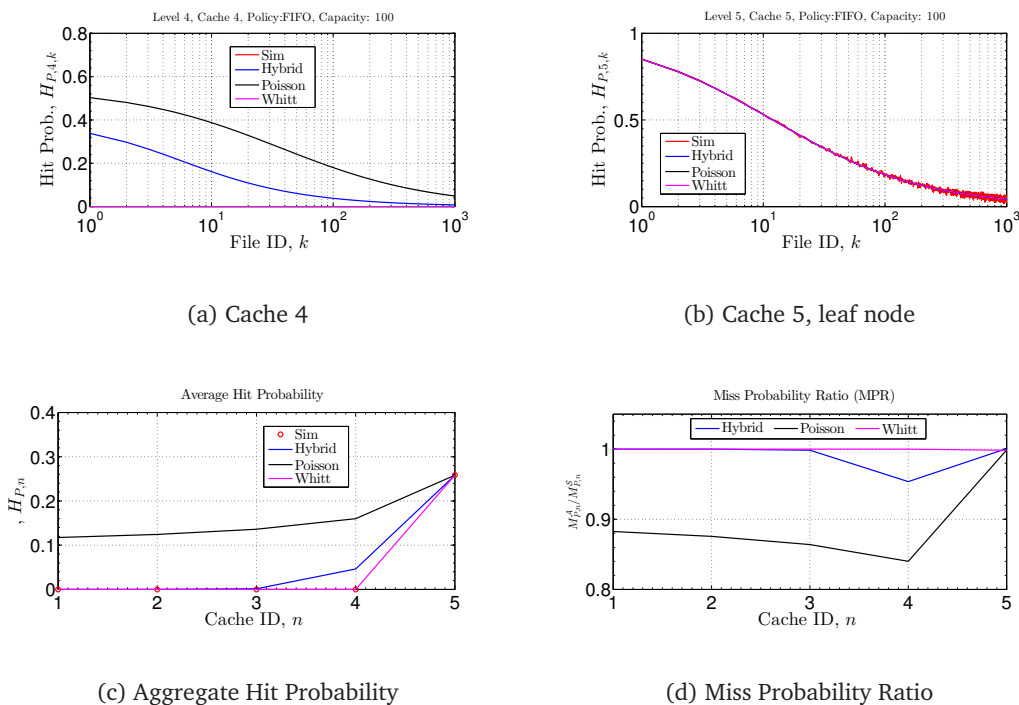 Level 4, Cache 4, Policy:FIFO, Capacity: 100
Hit Prob., H_{P,4,k}
0.8
0.6
0.4
0.2
0
Sim
Hybrid
Poisson
Whitt
10^0
10^1
10^2
10^3
File ID, k
(a) Cache 4
Level 5, Cache 5, Policy:FIFO, Capacity: 100
Hit Prob., H_{P,5,k}
1
0.5
0
Sim
Hybrid
Poisson
Whitt
10^0
10^1
10^2
10^3
File ID, k
(b) Cache 5, leaf node
Average Hit Probability
, H_{P,n}
0.4
0.3
0.2
0.1
0
Sim
Hybrid
Poisson
Whitt
1
2
3
4
5
Cache ID, n
(c) Aggregate Hit Probability
Miss Probability Ratio (MPR)
M^A_{P,n}/M^S_{P,n}
Hybrid Poisson Whitt
1
0.9
0.8
1
2
3
4
5
Cache ID, n
(d) Miss Probability Ratio